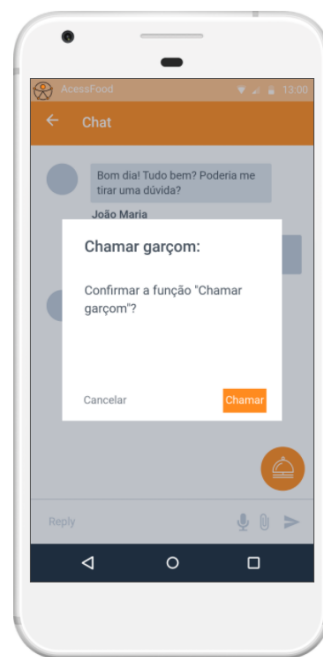 AcessFood 13:00
Chat
Bom dia! Tudo bem? Poderia me
tirar uma dúvida?
João Maria
Chamar garçom:
Confirmar a função "Chamar
garçom"?
Cancelar Chamar
Reply